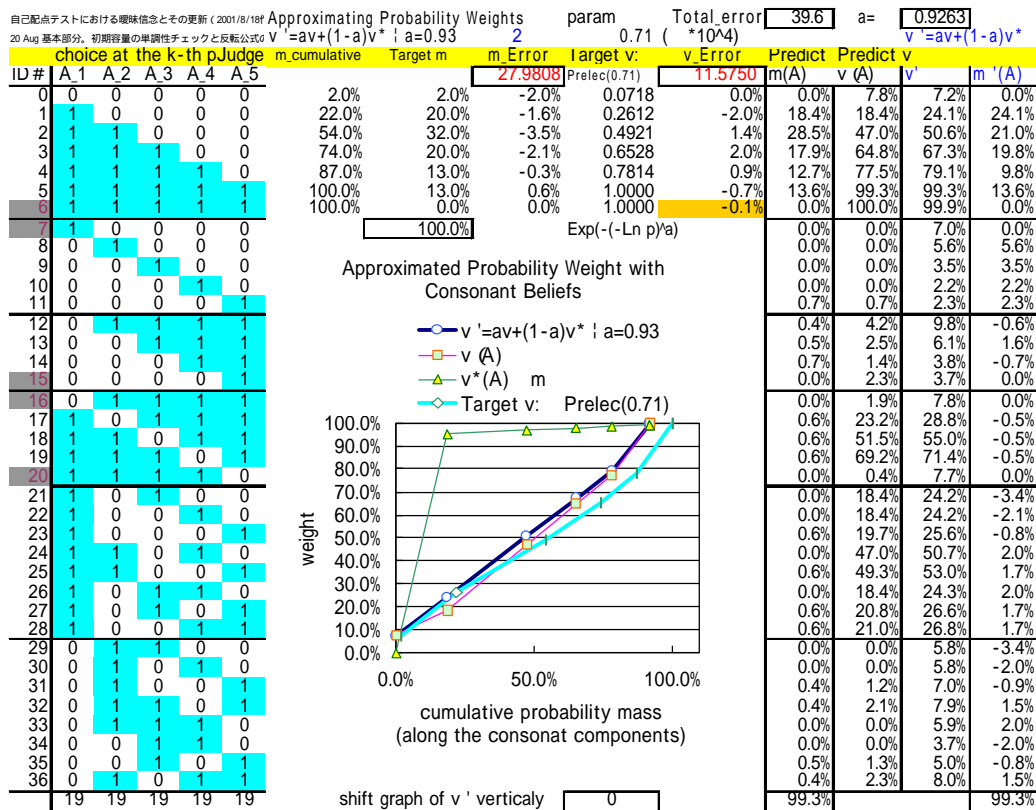 自己配点テストにおける曖昧信念とその更新 ( 2001/8/18 Approximating Probability Weights param Total_error 39.6 a= 0.9263
20 Aug 基本部分。初期容量の単調性チェックと反転公式 v '=av+(1-a)v* ¦ a=0.93 2 0.71 ( *10^4) v '=av+(1-a)v*
choice at the k-th pJudge m_cumulative Target m m_Error Target v: v_Error Predict Predict v
ID # A_1 A_2 A_3 A_4 A_5 27.9808 Prelec(0.71) 11.5750 m(A) v (A) v' m '(A)
0 0 0 0 0 0 2.0% 2.0% -2.0% 0.0718 0.0% 0.0% 7.8% 7.2% 0.0%
1 1 0 0 0 0 22.0% 20.0% -1.6% 0.2612 -2.0% 18.4% 18.4% 24.1% 24.1%
2 1 1 0 0 0 54.0% 32.0% -3.5% 0.4921 1.4% 28.5% 47.0% 50.6% 21.0%
3 1 1 1 0 0 74.0% 20.0% -2.1% 0.6528 2.0% 17.9% 64.8% 67.3% 19.8%
4 1 1 1 1 0 87.0% 13.0% -0.3% 0.7814 0.9% 12.7% 77.5% 79.1% 9.8%
5 1 1 1 1 1 100.0% 13.0% 0.6% 1.0000 -0.7% 13.6% 99.3% 99.3% 13.6%
6 1 1 1 1 1 100.0% 0.0% 0.0% 1.0000 -0.1% 0.0% 100.0% 99.9% 0.0%
7 1 0 0 0 0 100.0% Exp(-(-Ln p)^a) 0.0% 0.0% 7.0% 0.0%
8 0 1 0 0 0 0.0% 0.0% 5.6% 5.6%
9 0 0 1 0 0 0.0% 0.0% 3.5% 3.5%
10 0 0 0 1 0 0.0% 0.0% 2.2% 2.2%
11 0 0 0 0 1 0.7% 0.7% 2.3% 2.3%
12 0 1 1 1 1 0.4% 4.2% 9.8% -0.6%
13 0 0 1 1 1 0.5% 2.5% 6.1% 1.6%
14 0 0 0 1 1 0.7% 1.4% 3.8% -0.7%
15 0 0 0 0 1 0.0% 2.3% 3.7% 0.0%
16 0 1 1 1 1 0.0% 1.9% 7.8% 0.0%
17 1 0 1 1 1 0.6% 23.2% 28.8% -0.5%
18 1 1 0 1 1 0.6% 51.5% 55.0% -0.5%
19 1 1 1 0 1 0.6% 69.2% 71.4% -0.5%
20 1 1 1 1 0 0.0% 0.4% 7.7% 0.0%
21 1 0 1 0 0 0.0% 18.4% 24.2% -3.4%
22 1 0 0 1 0 0.0% 18.4% 24.2% -2.1%
23 1 0 0 0 1 0.6% 19.7% 25.6% -0.8%
24 1 1 0 1 0 0.0% 47.0% 50.7% 2.0%
25 1 1 0 0 1 0.6% 49.3% 53.0% 1.7%
26 1 0 1 1 0 0.0% 18.4% 24.3% 2.0%
27 1 0 1 0 1 0.6% 20.8% 26.6% 1.7%
28 1 0 0 1 1 0.6% 21.0% 26.8% 1.7%
29 0 1 1 0 0 0.0% 0.0% 5.8% -3.4%
30 0 1 0 1 0 0.0% 0.0% 5.8% -2.0%
31 0 1 0 0 1 0.4% 1.2% 7.0% -0.9%
32 0 1 1 0 1 0.4% 2.1% 7.9% 1.5%
33 0 1 1 1 0 0.0% 0.0% 5.9% 2.0%
34 0 0 1 1 0 0.0% 0.0% 3.7% -2.0%
35 0 0 1 0 1 0.5% 1.3% 5.0% -0.8%
36 0 1 0 1 1 0.4% 2.3% 8.0% 1.5%
19 19 19 19 19 99.3% 99.3%
Approximated Probability Weight with
Consonant Beliefs
v '=av+(1-a)v* ¦ a=0.93
v (A)
v*(A) m
Target v: Prelec(0.71)
100.0%
90.0%
80.0%
70.0%
60.0%
50.0%
40.0%
30.0%
20.0%
10.0%
0.0%
weight
0.0% 50.0% 100.0%
cumulative probability mass
(along the consonat components)
shift graph of v ' verticaly 0